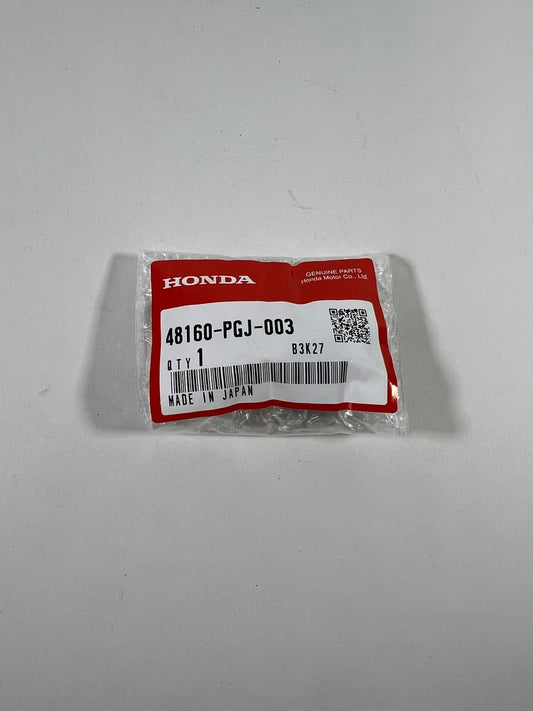 HONDA
GENUINE PARTS
Honda Motor Co., Ltd.
48160-PGJ-003
QTY 1 B3K27
MADE IN JAPAN